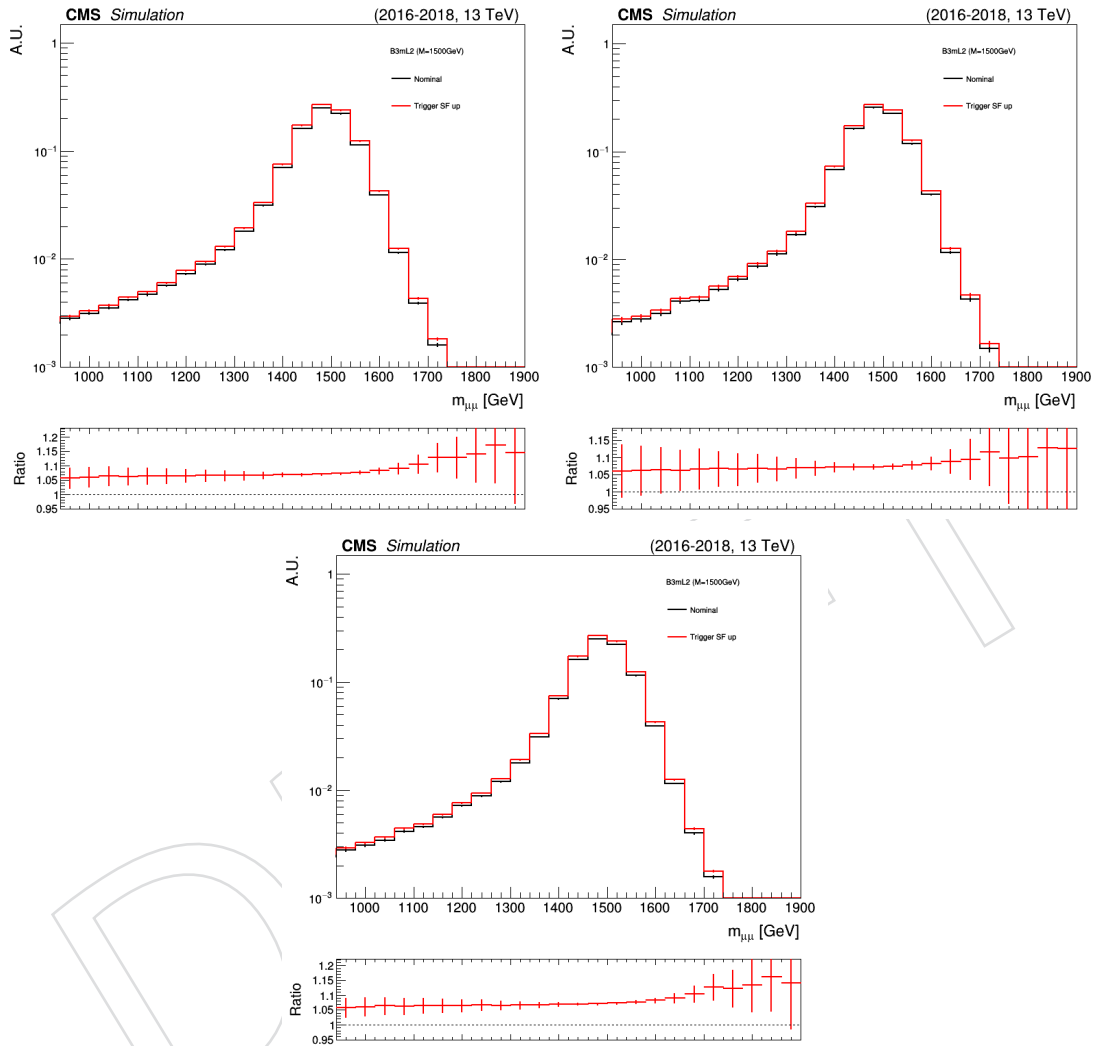 CMS Simulation (2016-2018, 13 TeV)
A.U.
B3mL2 (M=1500GeV)
Nominal
Trigger SF up
1
10⁻¹
10⁻²
10⁻³
1000 1100 1200 1300 1400 1500 1600 1700 1800 1900
mμμ [GeV]
Ratio
1.2
1.15
1.1
1.05
1
0.95
CMS Simulation (2016-2018, 13 TeV)
A.U.
B3mL2 (M=1500GeV)
Nominal
Trigger SF up
1
10⁻¹
10⁻²
10⁻³
1000 1100 1200 1300 1400 1500 1600 1700 1800 1900
mμμ [GeV]
Ratio
1.15
1.1
1.05
1
0.95
CMS Simulation (2016-2018, 13 TeV)
A.U.
B3mL2 (M=1500GeV)
Nominal
Trigger SF up
1
10⁻¹
10⁻²
10⁻³
1000 1100 1200 1300 1400 1500 1600 1700 1800 1900
mμμ [GeV]
Ratio
1.2
1.15
1.1
1.05
1
0.95